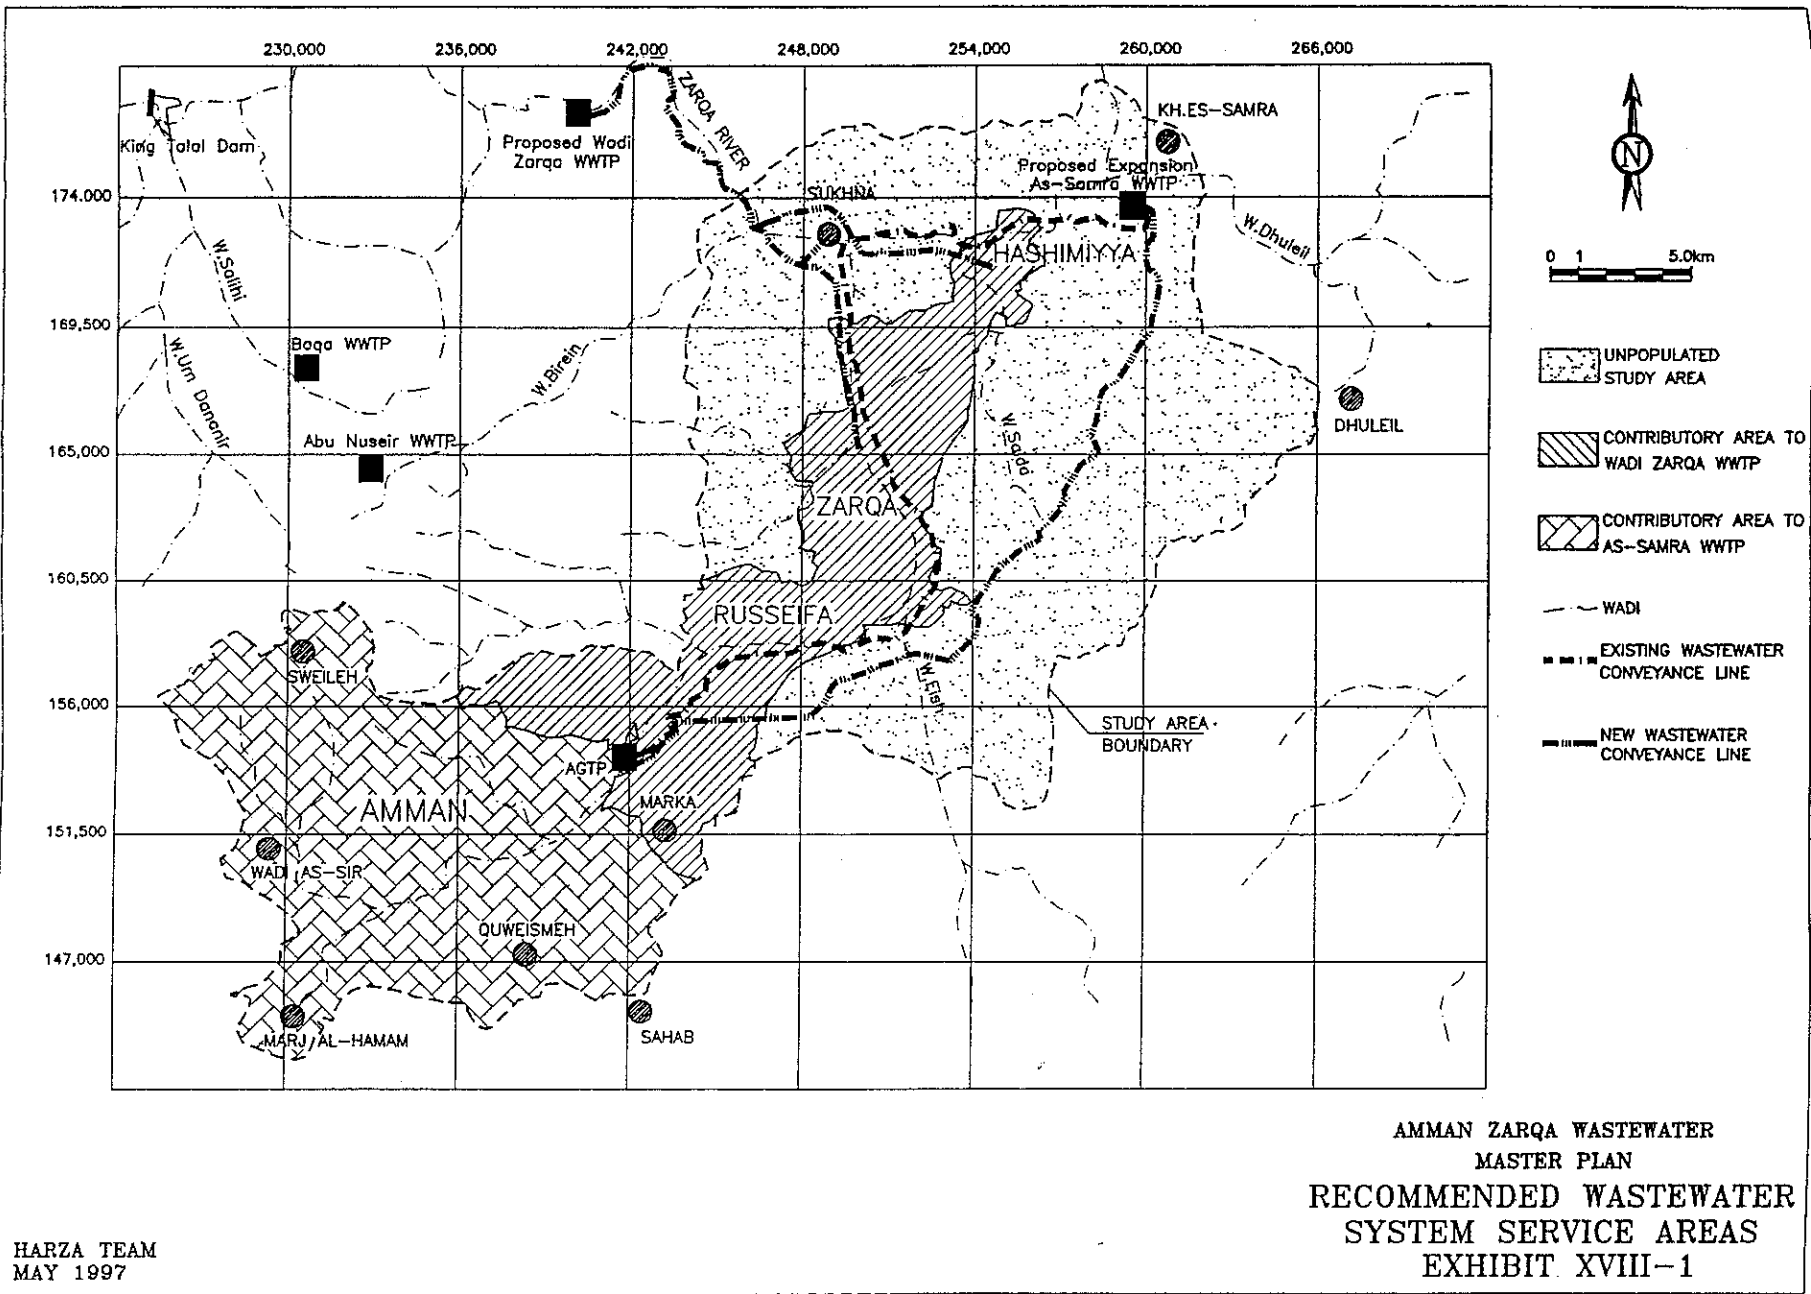 230,000 236,000 242,000 248,000 254,000 260,000 266,000
ZARQA RIVER
KH.ES-SAMRA
King Talal Dam
Proposed Wadi
Zarqa WWTP
Proposed Expansion
As-Samra WWTP
174.000
SUKHNA
W.Dhuleil
W.Salihi
HASHIMIYYA
169,500
Baqa WWTP
W.Um Dananir
W.Birein
DHULEIL
Abu Nuseir WWTP
W.Saida
165,000
ZARQA
160,500
RUSSEIFA
SWEILEH
W.Eish
156,000
STUDY AREA
BOUNDARY
AGTP
AMMAN
MARKA
151,500
WADI AS-SIR
QUWEISMEH
147,000
MARJ AL-HAMAM
SAHAB
N
0 1 5.0km
UNPOPULATED
STUDY AREA
CONTRIBUTORY AREA TO
WADI ZARQA WWTP
CONTRIBUTORY AREA TO
AS-SAMRA WWTP
WADI
EXISTING WASTEWATER
CONVEYANCE LINE
NEW WASTEWATER
CONVEYANCE LINE
AMMAN ZARQA WASTEWATER
MASTER PLAN
RECOMMENDED WASTEWATER
SYSTEM SERVICE AREAS
EXHIBIT XVIII-1
HARZA TEAM
MAY 1997